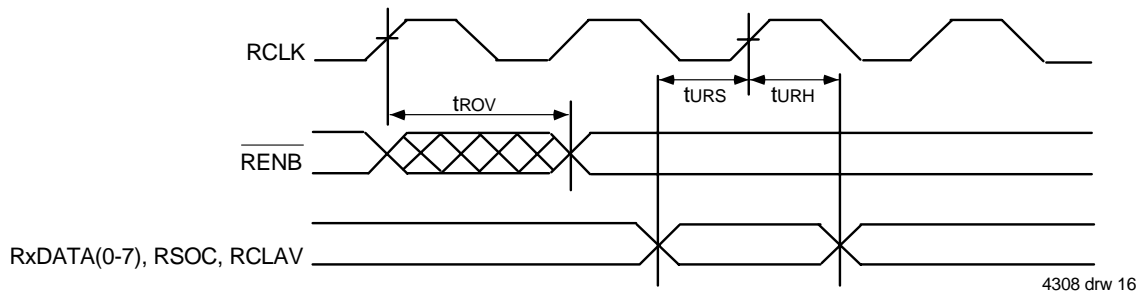 RCLK
tURS tURH
tROV
RENB
RxDATA(0-7), RSOC, RCLAV
4308 drw 16